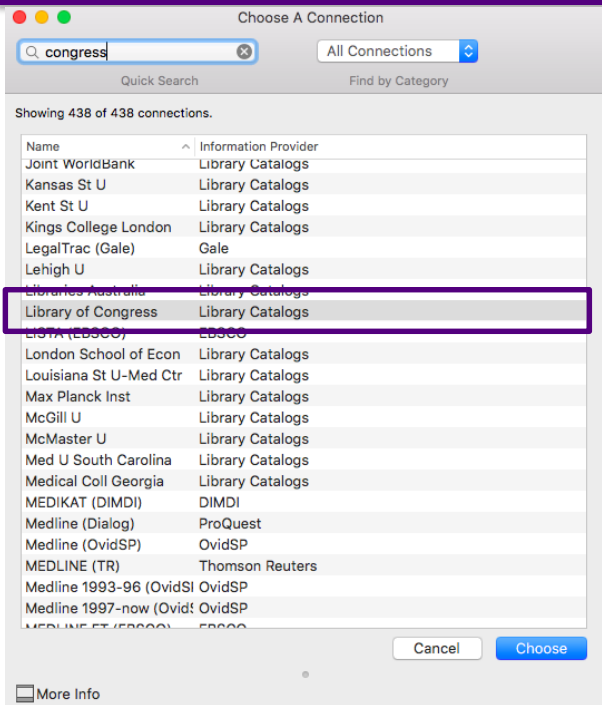 Choose A Connection
congress All Connections
Quick Search Find by Category
Showing 438 of 438 connections.
Name Information Provider
Joint WorldBank Library Catalogs
Kansas St U Library Catalogs
Kent St U Library Catalogs
Kings College London Library Catalogs
LegalTrac (Gale) Gale
Lehigh U Library Catalogs
Libraries Australia Library Catalogs
Library of Congress Library Catalogs
LISTA (EBSCO) EBSCO
London School of Econ Library Catalogs
Louisiana St U-Med Ctr Library Catalogs
Max Planck Inst Library Catalogs
McGill U Library Catalogs
McMaster U Library Catalogs
Med U South Carolina Library Catalogs
Medical Coll Georgia Library Catalogs
MEDIKAT (DIMDI) DIMDI
Medline (Dialog) ProQuest
Medline (OvidSP) OvidSP
MEDLINE (TR) Thomson Reuters
Medline 1993-96 (OvidS OvidSP
Medline 1997-now (Ovid OvidSP
MEDLINE FT (EBSCO) EBSCO
Cancel Choose
More Info